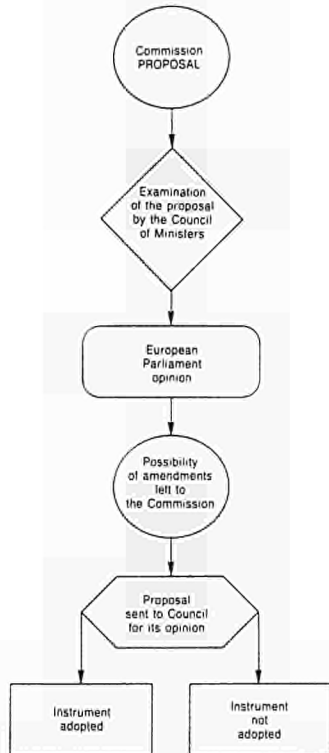 Commission
PROPOSAL
Examination
of the proposal
by the Council
of Ministers
European
Parliament
opinion
Possibility
of amendments
left to
the Commission
Proposal
sent to Council
for its opinion
Instrument
adopted
Instrument
not
adopted